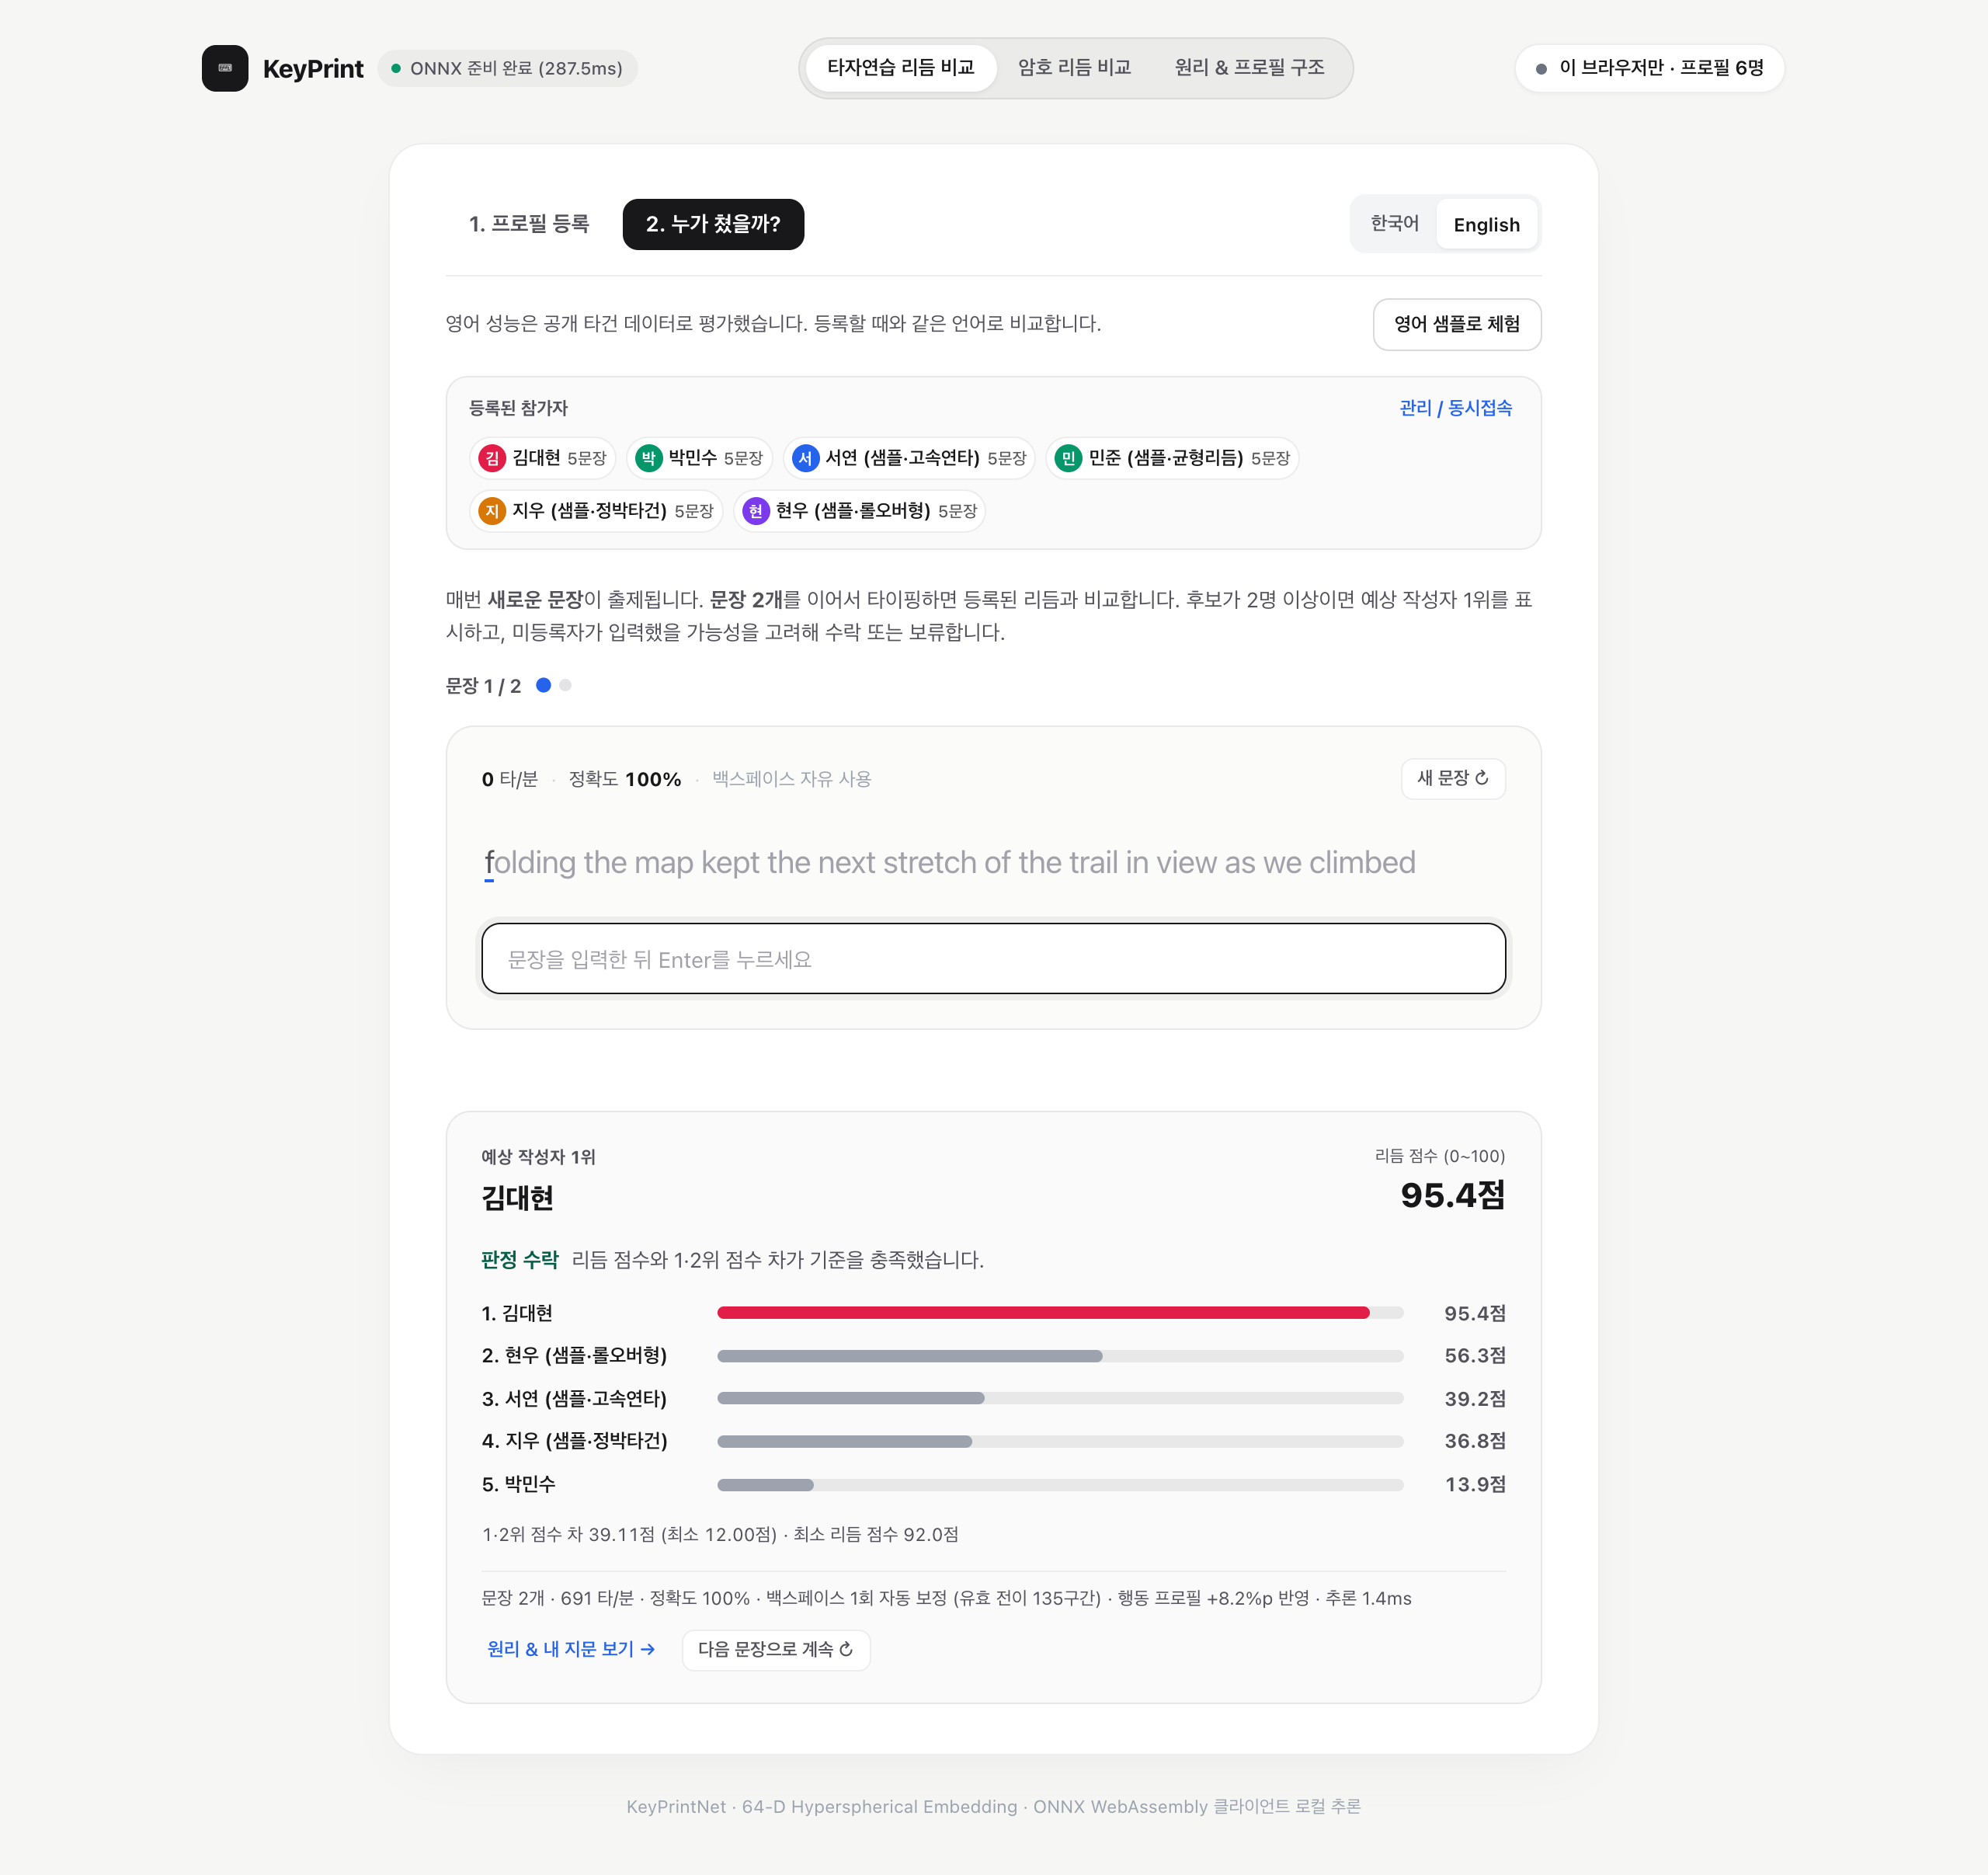 KeyPrint
ONNX 준비 완료 (287.5ms)
타자연습 리듬 비교
암호 리듬 비교
원리 & 프로필 구조
이 브라우저만 · 프로필 6명
1. 프로필 등록
2. 누가 쳤을까?
한국어
English
영어 성능은 공개 타건 데이터로 평가했습니다. 등록할 때와 같은 언어로 비교합니다.
영어 샘플로 체험
등록된 참가자
관리 / 동시접속
김 김대현 5문장
박 박민수 5문장
서 서연 (샘플·고속연타) 5문장
민 민준 (샘플·균형리듬) 5문장
지 지우 (샘플·정박타건) 5문장
현 현우 (샘플·롤오버형) 5문장
매번 새로운 문장이 출제됩니다. 문장 2개를 이어서 타이핑하면 등록된 리듬과 비교합니다. 후보가 2명 이상이면 예상 작성자 1위를 표
시하고, 미등록자가 입력했을 가능성을 고려해 수락 또는 보류합니다.
문장 1 / 2
0 타/분 · 정확도 100% · 백스페이스 자유 사용
새 문장 ↻
folding the map kept the next stretch of the trail in view as we climbed
문장을 입력한 뒤 Enter를 누르세요
예상 작성자 1위
리듬 점수 (0~100)
김대현
95.4점
판정 수락 리듬 점수와 1·2위 점수 차가 기준을 충족했습니다.
1. 김대현 95.4점
2. 현우 (샘플·롤오버형) 56.3점
3. 서연 (샘플·고속연타) 39.2점
4. 지우 (샘플·정박타건) 36.8점
5. 박민수 13.9점
1·2위 점수 차 39.11점 (최소 12.00점) · 최소 리듬 점수 92.0점
문장 2개 · 691 타/분 · 정확도 100% · 백스페이스 1회 자동 보정 (유효 전이 135구간) · 행동 프로필 +8.2%p 반영 · 추론 1.4ms
원리 & 내 지문 보기 →
다음 문장으로 계속 ↻
KeyPrintNet · 64-D Hyperspherical Embedding · ONNX WebAssembly 클라이언트 로컬 추론